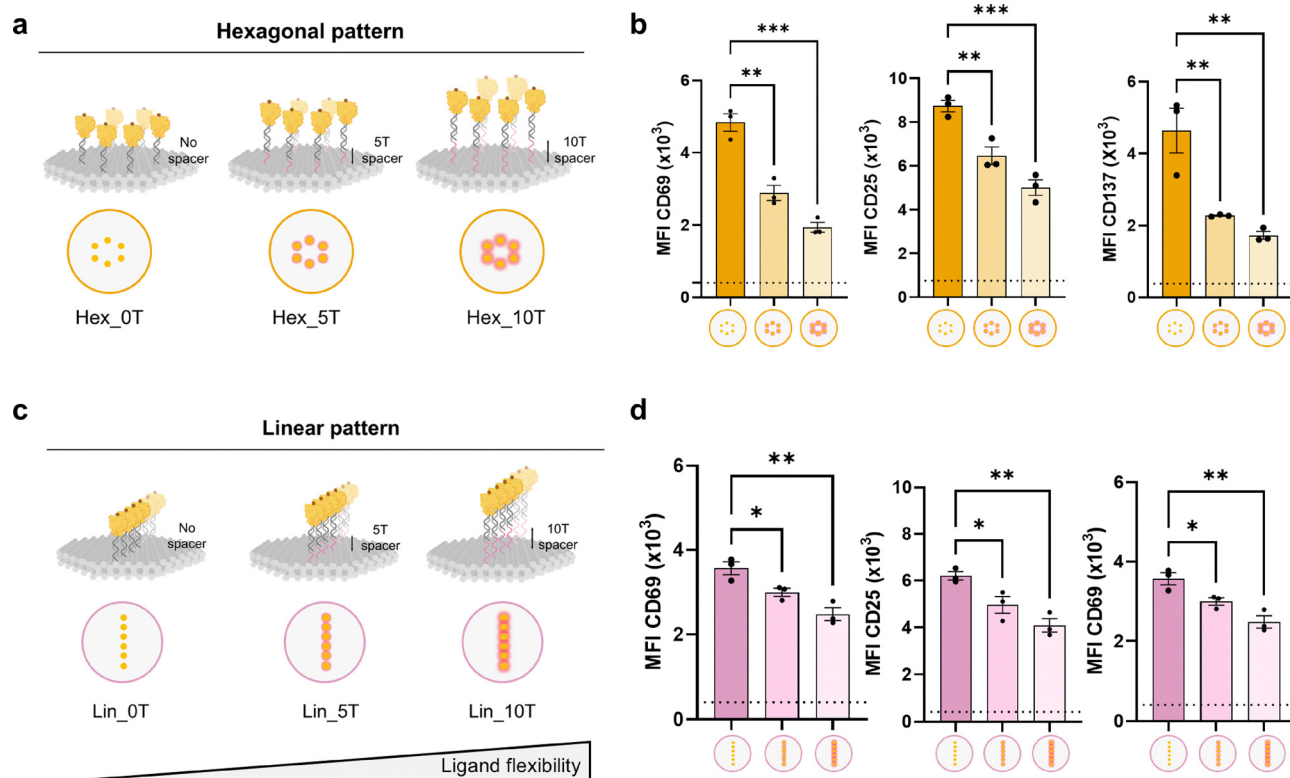 a
Hexagonal pattern
No
spacer
5T
spacer
10T
spacer
Hex_0T
Hex_5T
Hex_10T
b
MFI CD69 (x10³)
6
4
2
0
**
***
MFI CD25 (x10³)
10
8
6
4
2
0
**
***
MFI CD137 (X10³)
6
4
2
0
**
**
c
Linear pattern
No
spacer
5T
spacer
10T
spacer
Lin_0T
Lin_5T
Lin_10T
Ligand flexibility
d
MFI CD69 (x10³)
6
4
2
0
*
**
MFI CD25 (x10³)
10
8
6
4
2
0
*
**
MFI CD69 (x10³)
6
4
2
0
*
**